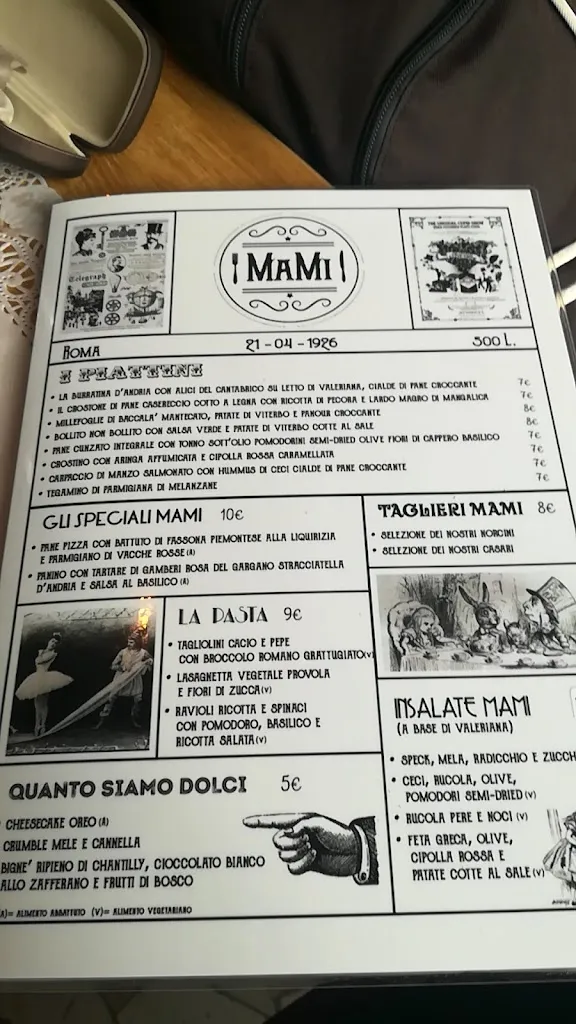 Telegraph
MAMI
ROMA
21-04-1926
500 L.
I PIATTINI
• LA BURRATINA D'ANDRIA CON ALICI DEL CANTABRICO SU LETTO DI VALERIANA, CIALDE DI PANE CROCCANTE 7€
• IL CROSTONE DI PANE CASERECCIO COTTO A LEGNA CON RICOTTA DI PECORA E LARDO MAGRO DI MANGALICA 7€
• MILLEFOGLIE DI BACCALA' MANTECATO, PATATE DI VITERBO E PANOUR CROCCANTE 8€
• BOLLITO NON BOLLITO CON SALSA VERDE E PATATE DI VITERBO COTTE AL SALE 8€
• PANE CUNZATO INTEGRALE CON TONNO SOTT'OLIO POMODORINI SEMI-DRIED OLIVE FIORI DI CAPPERO BASILICO 7€
• CROSTINO CON ARINGA AFFUMICATA E CIPOLLA ROSSA CARAMELLATA 7€
• CARPACCIO DI MANZO SALMONATO CON HUMMUS DI CECI CIALDE DI PANE CROCCANTE 7€
• TEGAMINO DI PARMIGIANA DI MELANZANE 7€
GLI SPECIALI MAMI 10€
• PANE PIZZA CON BATTUTO DI FASSONA PIEMONTESE ALLA LIQUIRIZIA
E PARMIGIANO DI VACCHE ROSSE (A)
• PANINO CON TARTARE DI GAMBERI ROSA DEL GARGANO STRACCIATELLA
D'ANDRIA E SALSA AL BASILICO (A)
TAGLIERI MAMI 8€
• SELEZIONE DEI NOSTRI NORCINI
• SELEZIONE DEI NOSTRI CASARI
LA PASTA 9€
• TAGLIOLINI CACIO E PEPE
CON BROCCOLO ROMANO GRATTUGIATO(V)
• LASAGNETTA VEGETALE PROVOLA
E FIORI DI ZUCCA(V)
• RAVIOLI RICOTTA E SPINACI
CON POMODORO, BASILICO E
RICOTTA SALATA(V)
INSALATE MAMI
(A BASE DI VALERIANA)
• SPECK, MELA, RADICCHIO E ZUCCH
• CECI, RUCOLA, OLIVE,
POMODORI SEMI-DRIED(V)
• RUCOLA PERE E NOCI (V)
• FETA GRECA, OLIVE,
CIPOLLA ROSSA E
PATATE COTTE AL SALE(V)
QUANTO SIAMO DOLCI 5€
CHEESECAKE OREO (A)
CRUMBLE MELE E CANNELLA
BIGNE' RIPIENO DI CHANTILLY, CIOCCOLATO BIANCO
ALLO ZAFFERANO E FRUTTI DI BOSCO
(A)= ALIMENTO ABBATTUTO (V)= ALIMENTO VEGETARIANO